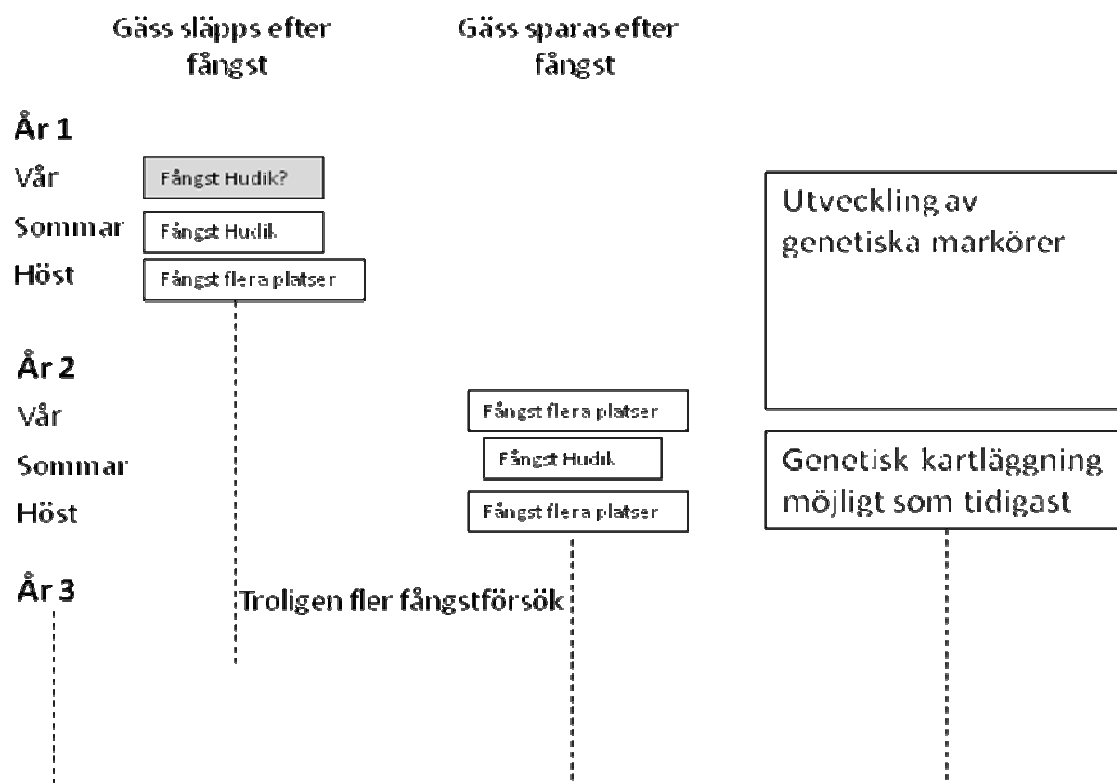 Gäss släpps efter
fångst
Gäss sparas efter
fångst
År 1
Vår
Fångst Hudik?
Sommar
Fångst Hudik
Höst
Fångst flera platser
Utveckling av
genetiska markörer
År 2
Vår
Fångst flera platser
Sommar
Fångst Hudik
Höst
Fångst flera platser
Genetisk kartläggning
möjligt som tidigast
År 3
Troligen fler fångstförsök